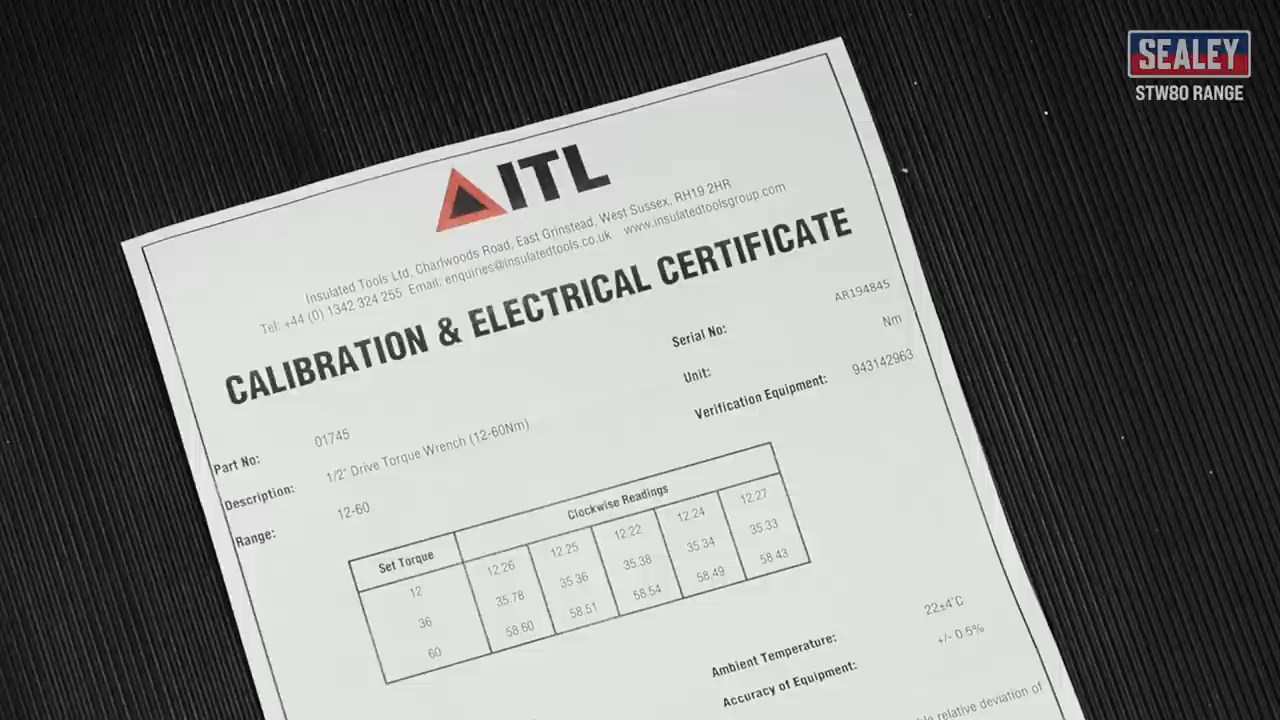 SEALEY
STW80 RANGE
ITL
Insulated Tools Ltd, Charlwoods Road, East Grinstead, West Sussex, RH19 2HR
Tel: +44 (0) 1342 324 255 Email: enquiries@insulatedtools.co.uk www.insulatedtoolsgroup.com
CALIBRATION & ELECTRICAL CERTIFICATE
Part No: 01745 Serial No: AR194845
Description: 1/2" Drive Torque Wrench (12-60Nm) Unit: Nm
Range: 12-60 Verification Equipment: 943142963
Set Torque Clockwise Readings
12 12.26 12.25 12.22 12.24 12.27
36 35.78 35.36 35.38 35.34 35.33
60 58.60 58.51 58.54 58.49 58.43
Ambient Temperature: 22±4°C
Accuracy of Equipment: +/- 0.5%
relative deviation of